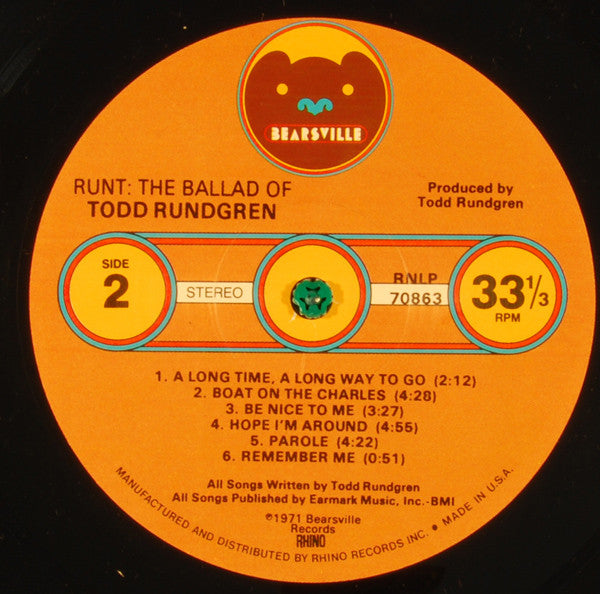 BEARSVILLE
RUNT: THE BALLAD OF
TODD RUNDGREN
Produced by
Todd Rundgren
SIDE
2
STEREO
RNLP
70863
33 1/3
RPM
1. A LONG TIME, A LONG WAY TO GO (2:12)
2. BOAT ON THE CHARLES (4:28)
3. BE NICE TO ME (3:27)
4. HOPE I'M AROUND (4:55)
5. PAROLE (4:22)
6. REMEMBER ME (0:51)
All Songs Written by Todd Rundgren
All Songs Published by Earmark Music, Inc.-BMI
℗1971 Bearsville
Records
RHINO
MANUFACTURED AND DISTRIBUTED BY RHINO RECORDS INC. • MADE IN U.S.A.